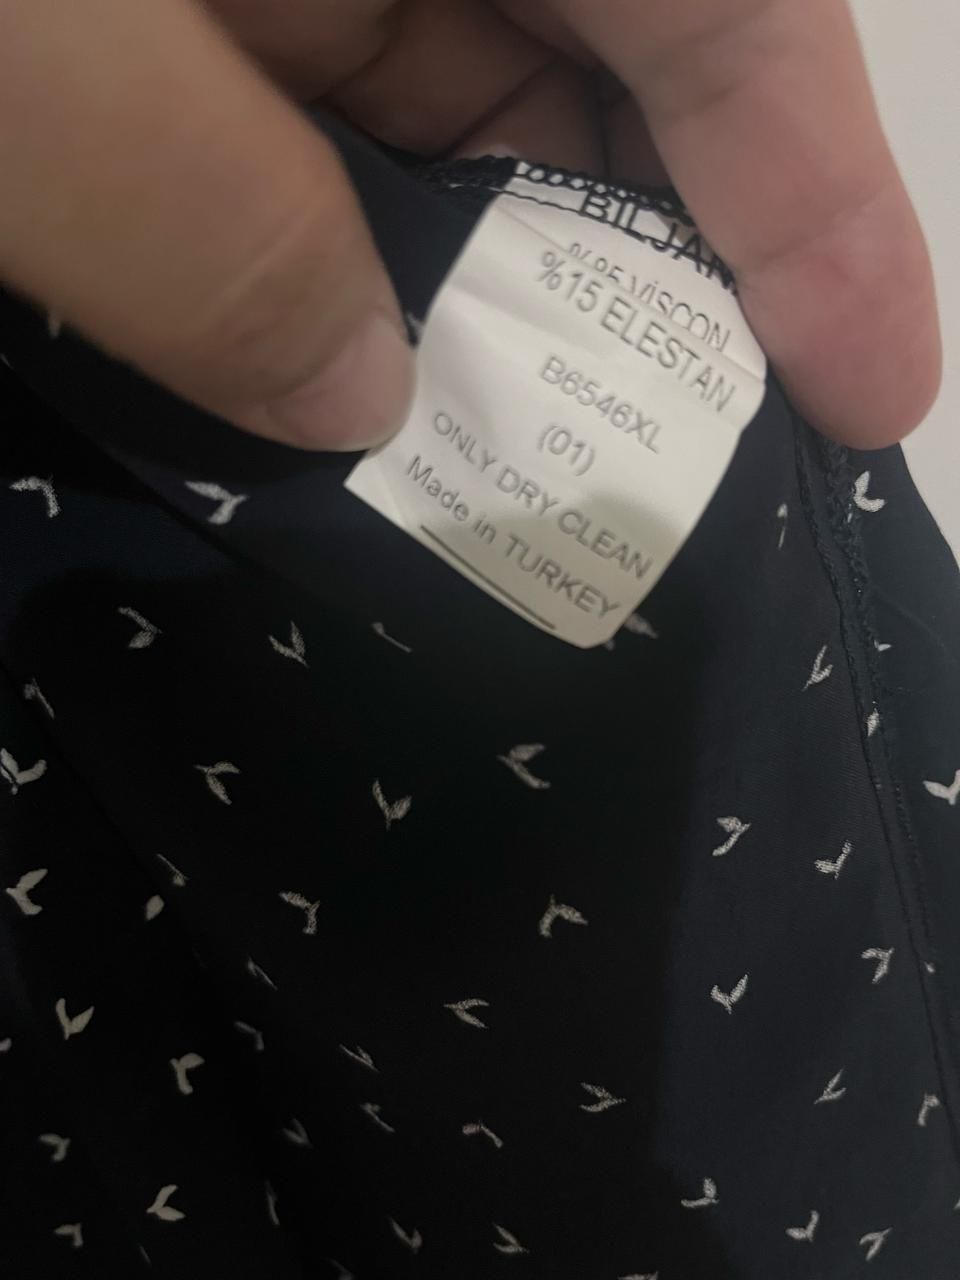 BILJAN
%85 ViSCON
%15 ELESTAN
B6546XL
(01)
ONLY DRY CLEAN
Made in TURKEY